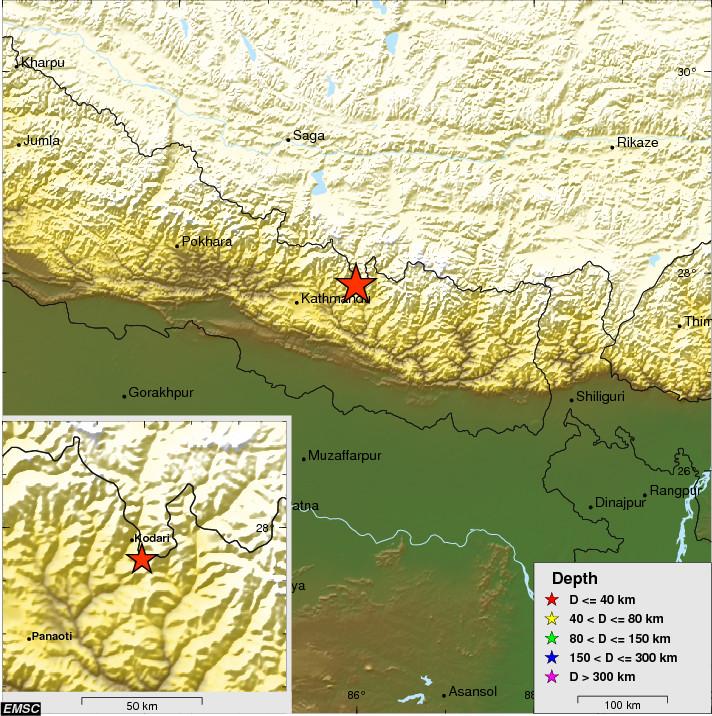 Kharpu
30°
Jumla
Saga
Rikaze
Pokhara
28°
Kathmandu
Thim
Gorakhpur
Shiliguri
Muzaffarpur
26°
Rangpur
atna
Dinajpur
28°
Kodari
Panaoti
ya
Depth
D <= 40 km
40 < D <= 80 km
80 < D <= 150 km
150 < D <= 300 km
D > 300 km
86°
Asansol
88
100 km
50 km
EMSC